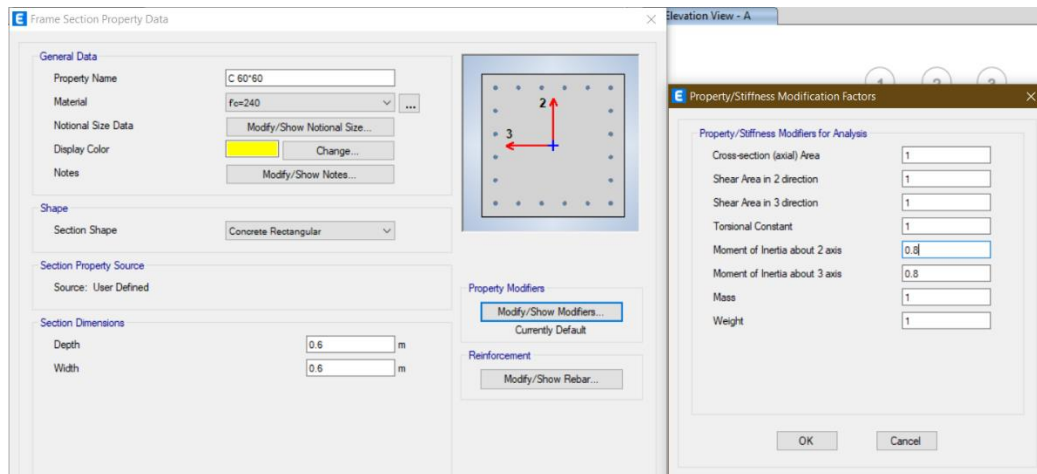 E Frame Section Property Data
General Data
Property Name C 60*60
Material f'c=240 ...
Notional Size Data Modify/Show Notional Size...
Display Color Change...
Notes Modify/Show Notes...
Shape
Section Shape Concrete Rectangular
Section Property Source
Source: User Defined
Section Dimensions
Depth 0.6 m
Width 0.6 m
2
3
Property Modifiers
Modify/Show Modifiers...
Currently Default
Reinforcement
Modify/Show Rebar...
Elevation View - A
1 2 3
E Property/Stiffness Modification Factors
Property/Stiffness Modifiers for Analysis
Cross-section (axial) Area 1
Shear Area in 2 direction 1
Shear Area in 3 direction 1
Torsional Constant 1
Moment of Inertia about 2 axis 0.8
Moment of Inertia about 3 axis 0.8
Mass 1
Weight 1
OK Cancel